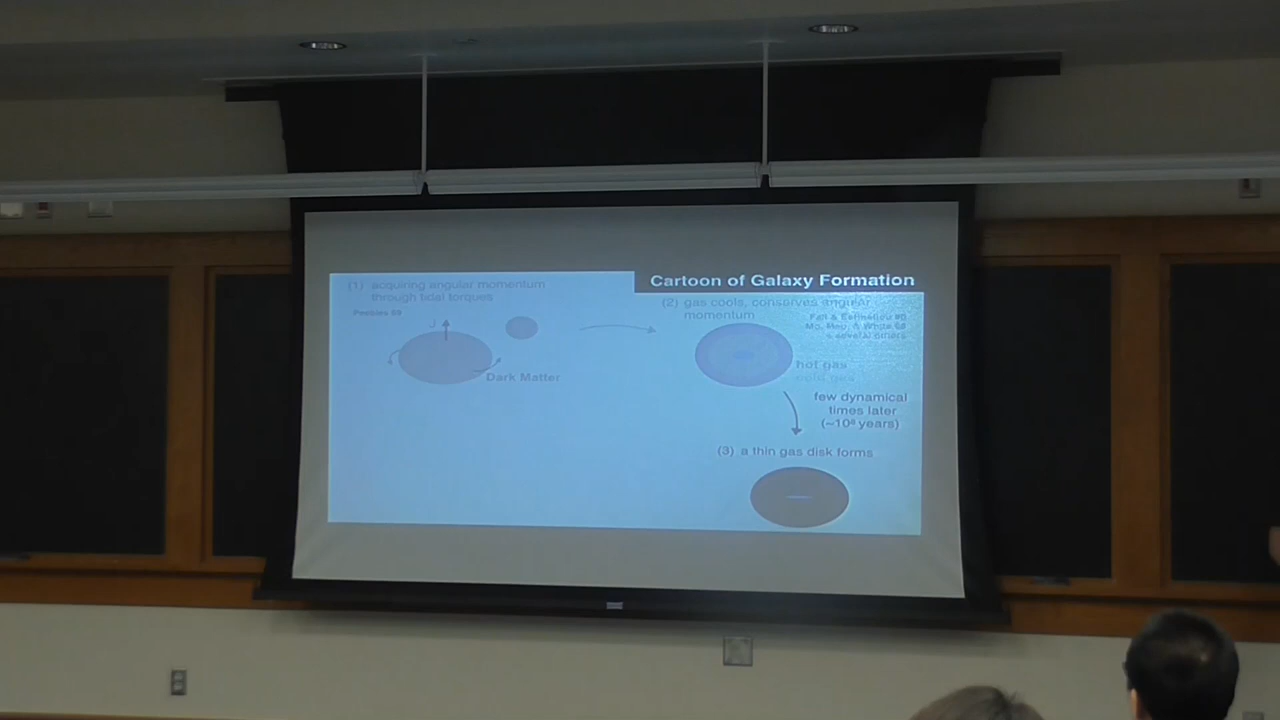 Cartoon of Galaxy Formation
(1) acquiring angular momentum
through tidal torques
Peebles 69
J
Dark Matter
(2) gas cools, conserves angular
momentum
Fall & Efstathiou 80
Mo, Mao, & White 98
+ several others
hot gas
cold gas
few dynamical
times later
(~10⁸ years)
(3) a thin gas disk forms